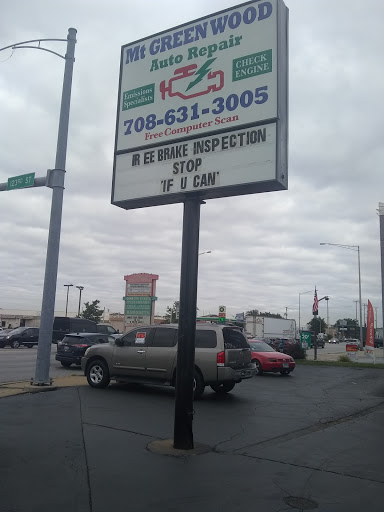 Mt GREENWOOD
Auto Repair
Emissions
Specialists
CHECK
ENGINE
708-631-3005
Free Computer Scan
IR EE BRAKE INSPECTION
STOP
'IF U CAN'